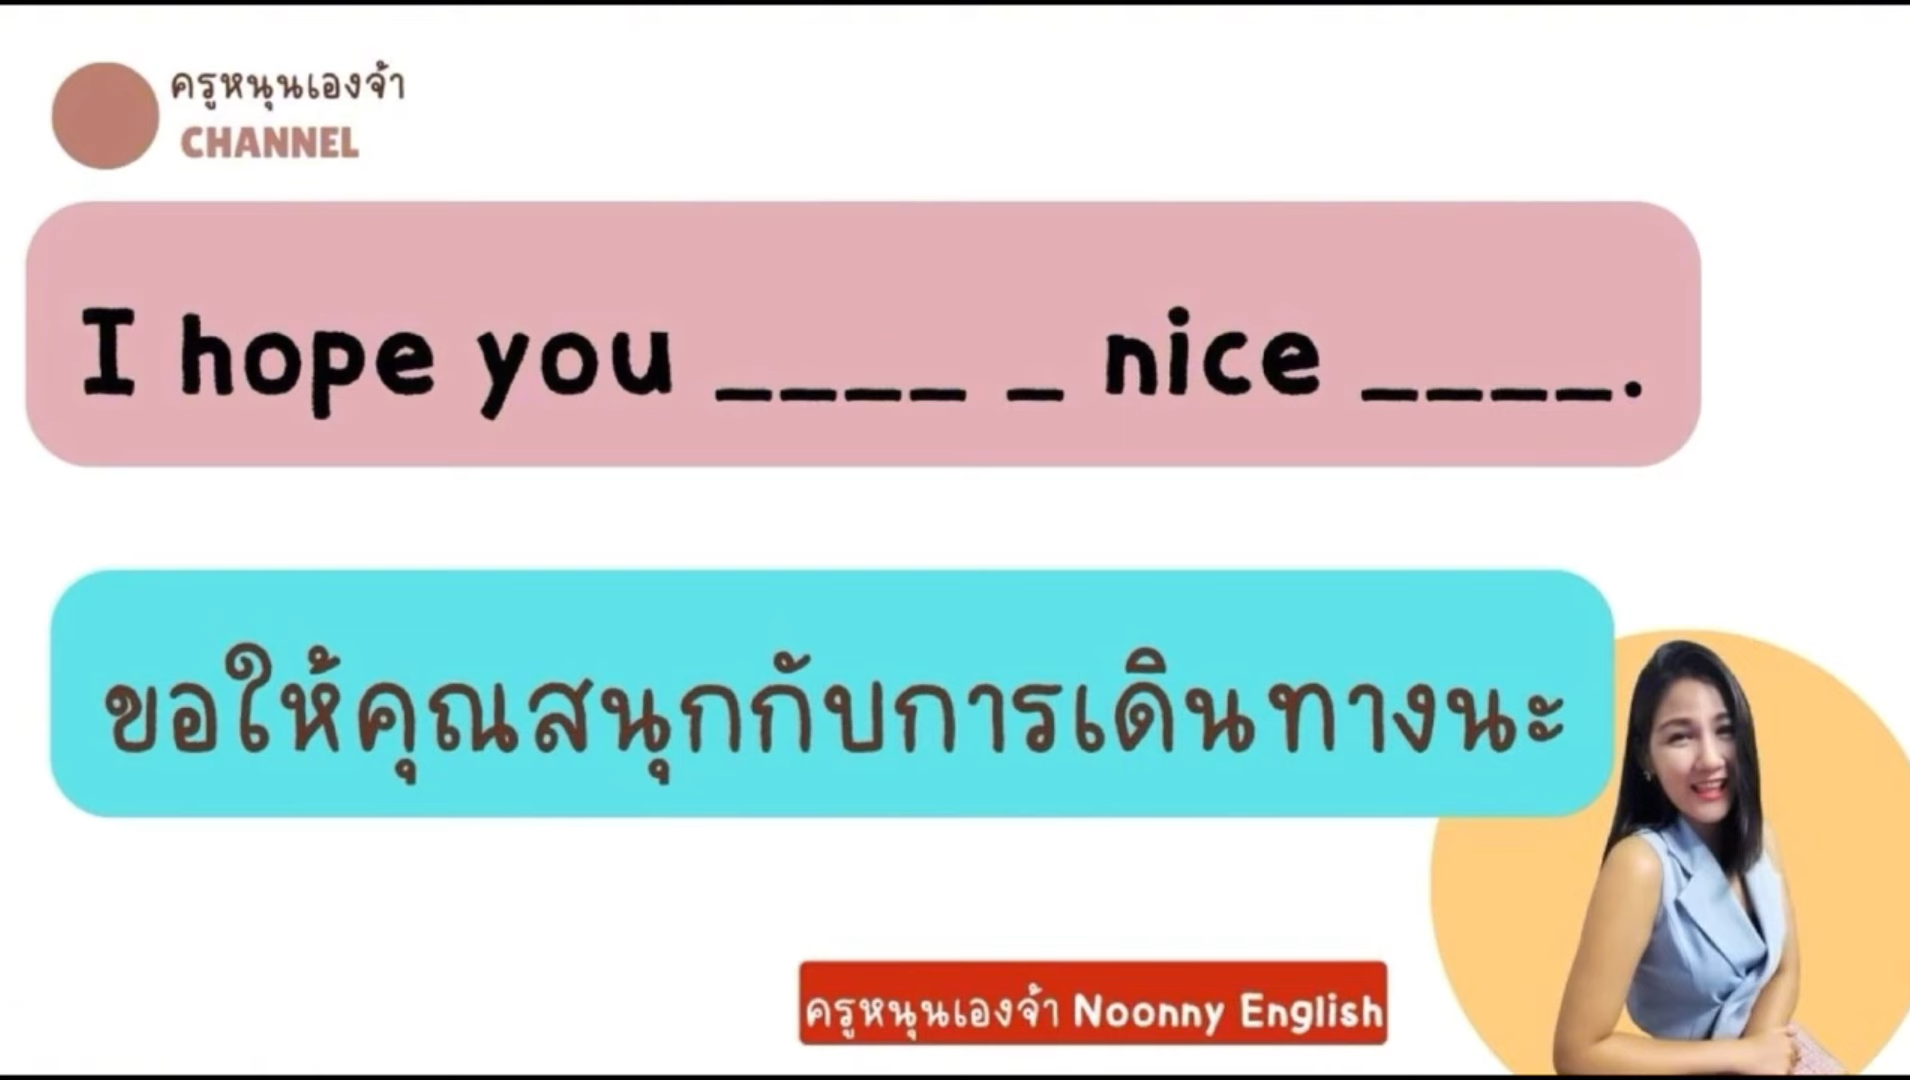 ครูหนุนเองจ้า
CHANNEL
I hope you ____ _ nice ____.
ขอให้คุณสนุกกับการเดินทางนะ
ครูหนุนเองจ้า Noonny English